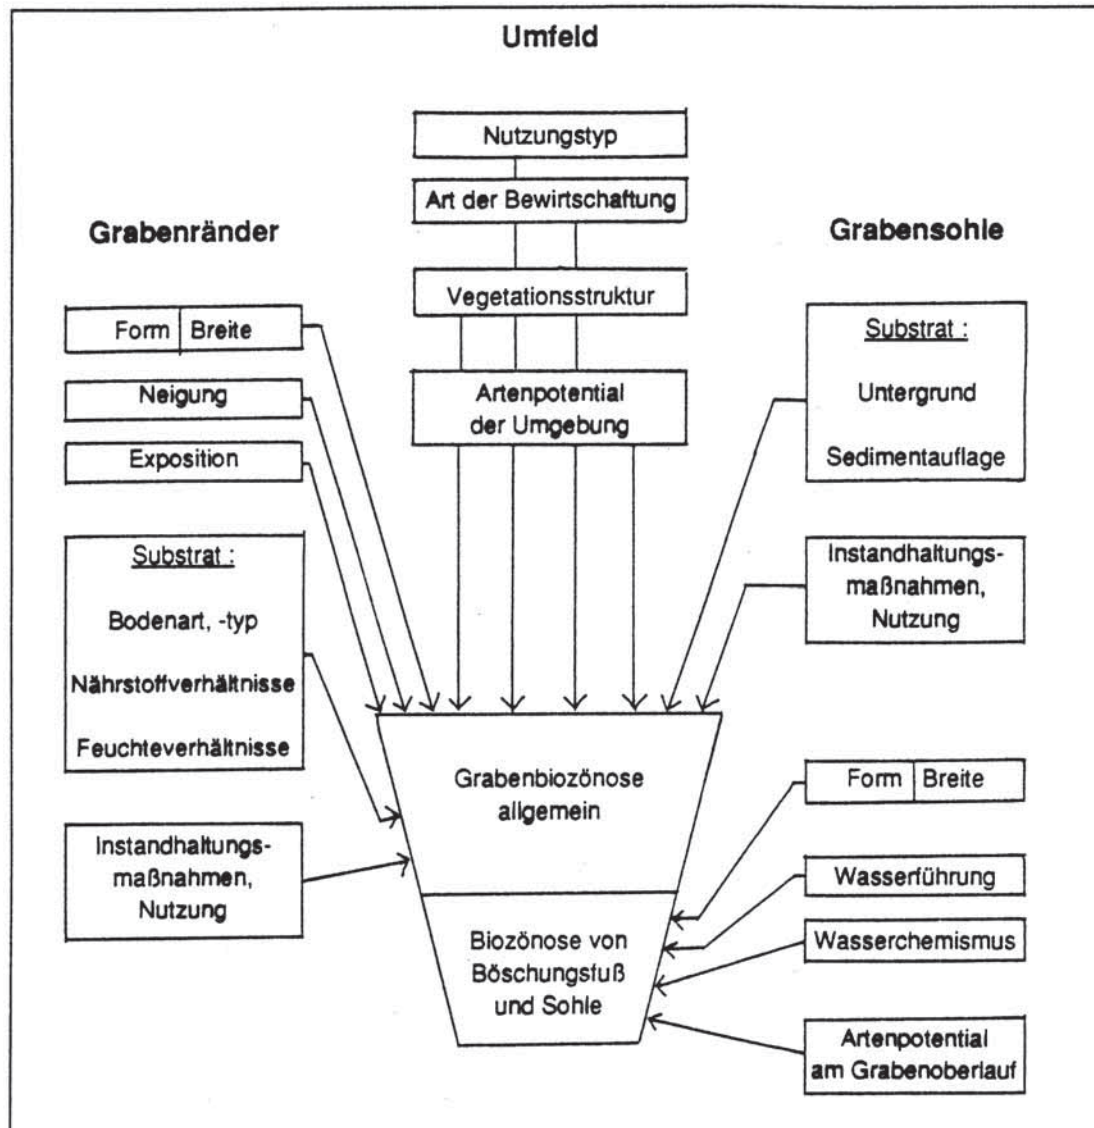 Umfeld
Nutzungstyp
Art der Bewirtschaftung
Vegetationsstruktur
Artenpotential
der Umgebung
Grabenränder
Form Breite
Neigung
Exposition
Substrat :
Bodenart, -typ
Nährstoffverhältnisse
Feuchteverhältnisse
Instandhaltungs-
maßnahmen,
Nutzung
Grabensohle
Substrat :
Untergrund
Sedimentauflage
Instandhaltungs-
maßnahmen,
Nutzung
Form Breite
Wasserführung
Wasserchemismus
Artenpotential
am Grabenoberlauf
Grabenbiozönose
allgemein
Biozönose von
Böschungsfuß
und Sohle